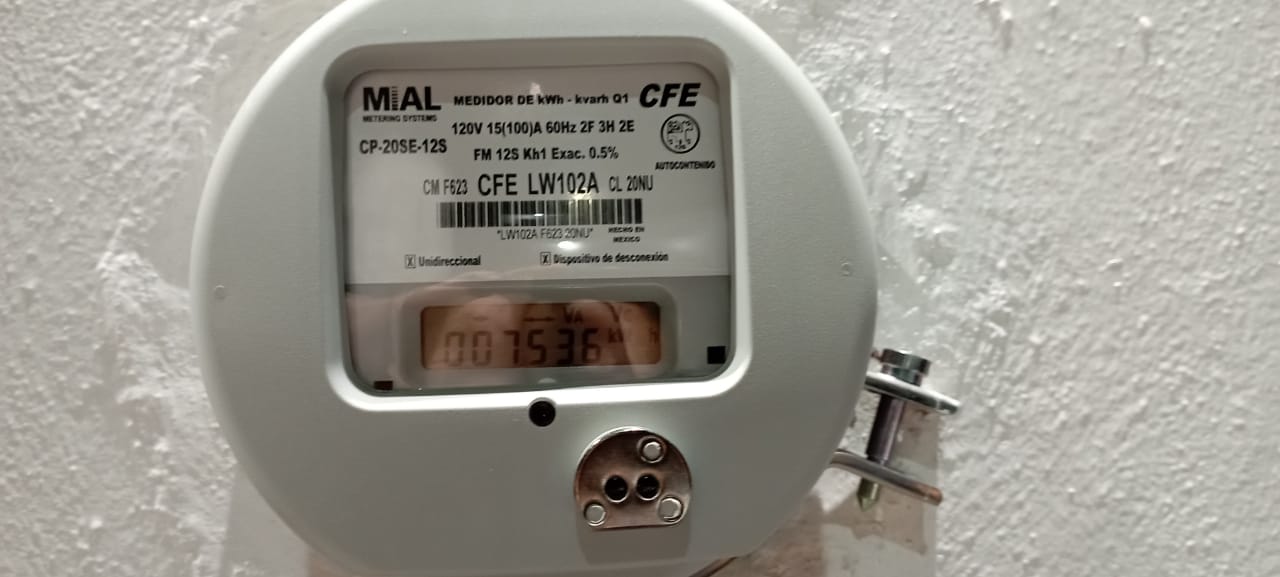 MIAL
METERING SYSTEMS
MEDIDOR DE kWh - kvarh Q1
CFE
120V 15(100)A 60Hz 2F 3H 2E
CP-20SE-12S
FM 12S Kh1 Exac. 0.5%
AUTOCONTENIDO
CM F623 CFE LW102A CL 20NU
"LW102A F623 20NU"
HECHO EN
MEXICO
X Unidireccional
X Dispositivo de desconexión
007536